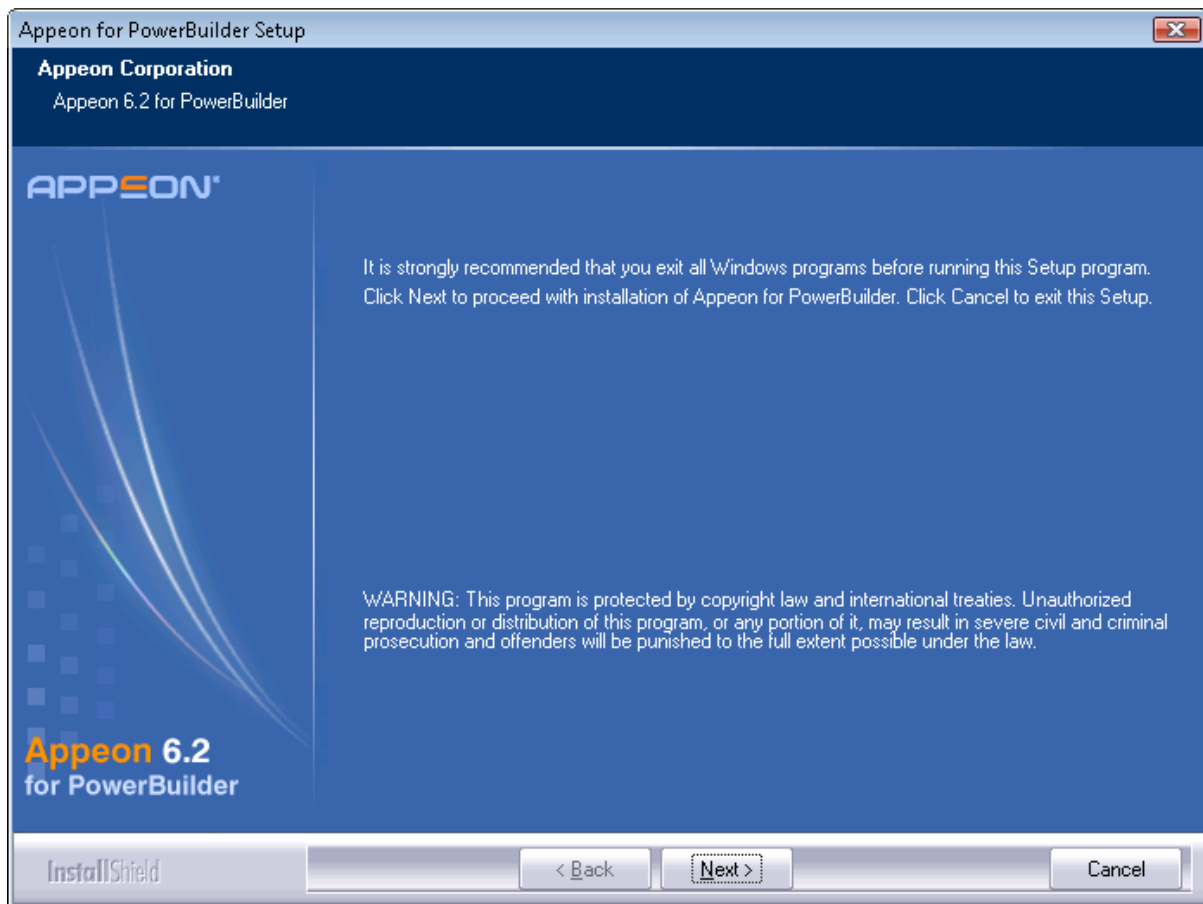 Appeon for PowerBuilder Setup
Appeon Corporation
Appeon 6.2 for PowerBuilder
APPEON®
It is strongly recommended that you exit all Windows programs before running this Setup program.
Click Next to proceed with installation of Appeon for PowerBuilder. Click Cancel to exit this Setup.
WARNING: This program is protected by copyright law and international treaties. Unauthorized
reproduction or distribution of this program, or any portion of it, may result in severe civil and criminal
prosecution and offenders will be punished to the full extent possible under the law.
Appeon 6.2
for PowerBuilder
InstallShield
< Back
Next >
Cancel